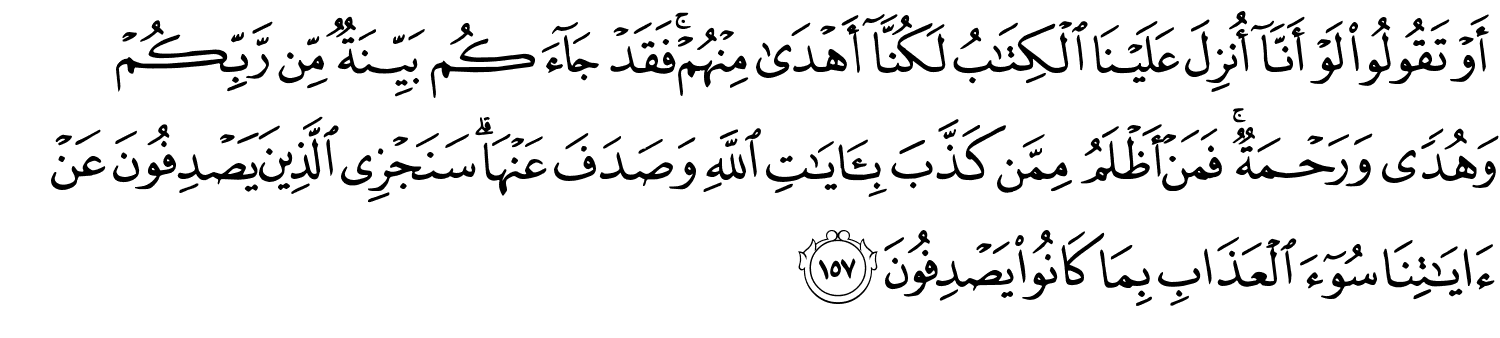 أَوۡ تَقُولُواْ لَوۡ أَنَّآ أُنزِلَ عَلَيۡنَا ٱلۡكِتَٰبُ لَكُنَّآ أَهۡدَىٰ مِنۡهُمۡۚ فَقَدۡ جَآءَكُم بَيِّنَةٞ مِّن رَّبِّكُمۡ
وَهُدٗى وَرَحۡمَةٞۚ فَمَنۡ أَظۡلَمُ مِمَّن كَذَّبَ بِـَٔايَٰتِ ٱللَّهِ وَصَدَفَ عَنۡهَاۗ سَنَجۡزِي ٱلَّذِينَ يَصۡدِفُونَ عَنۡ
ءَايَٰتِنَا سُوٓءَ ٱلۡعَذَابِ بِمَا كَانُواْ يَصۡدِفُونَ ١٥٧